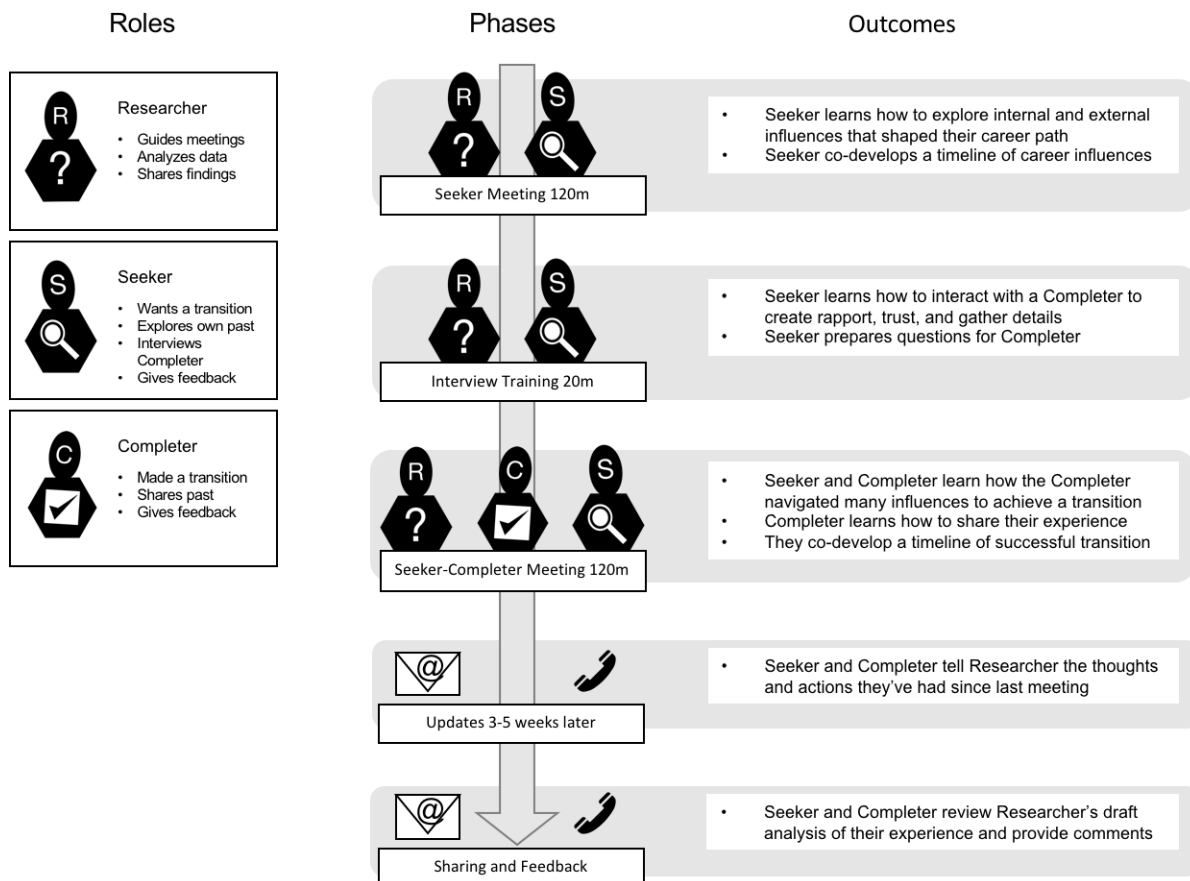 Roles
Phases
Outcomes
R
?
Researcher
• Guides meetings
• Analyzes data
• Shares findings
S
Seeker
• Wants a transition
• Explores own past
• Interviews
Completer
• Gives feedback
C
Completer
• Made a transition
• Shares past
• Gives feedback
R
S
?
Seeker Meeting 120m
• Seeker learns how to explore internal and external
influences that shaped their career path
• Seeker co-develops a timeline of career influences
R
S
?
Interview Training 20m
• Seeker learns how to interact with a Completer to
create rapport, trust, and gather details
• Seeker prepares questions for Completer
R
C
S
?
Seeker-Completer Meeting 120m
• Seeker and Completer learn how the Completer
navigated many influences to achieve a transition
• Completer learns how to share their experience
• They co-develop a timeline of successful transition
@
Updates 3-5 weeks later
• Seeker and Completer tell Researcher the thoughts
and actions they've had since last meeting
@
Sharing and Feedback
• Seeker and Completer review Researcher's draft
analysis of their experience and provide comments